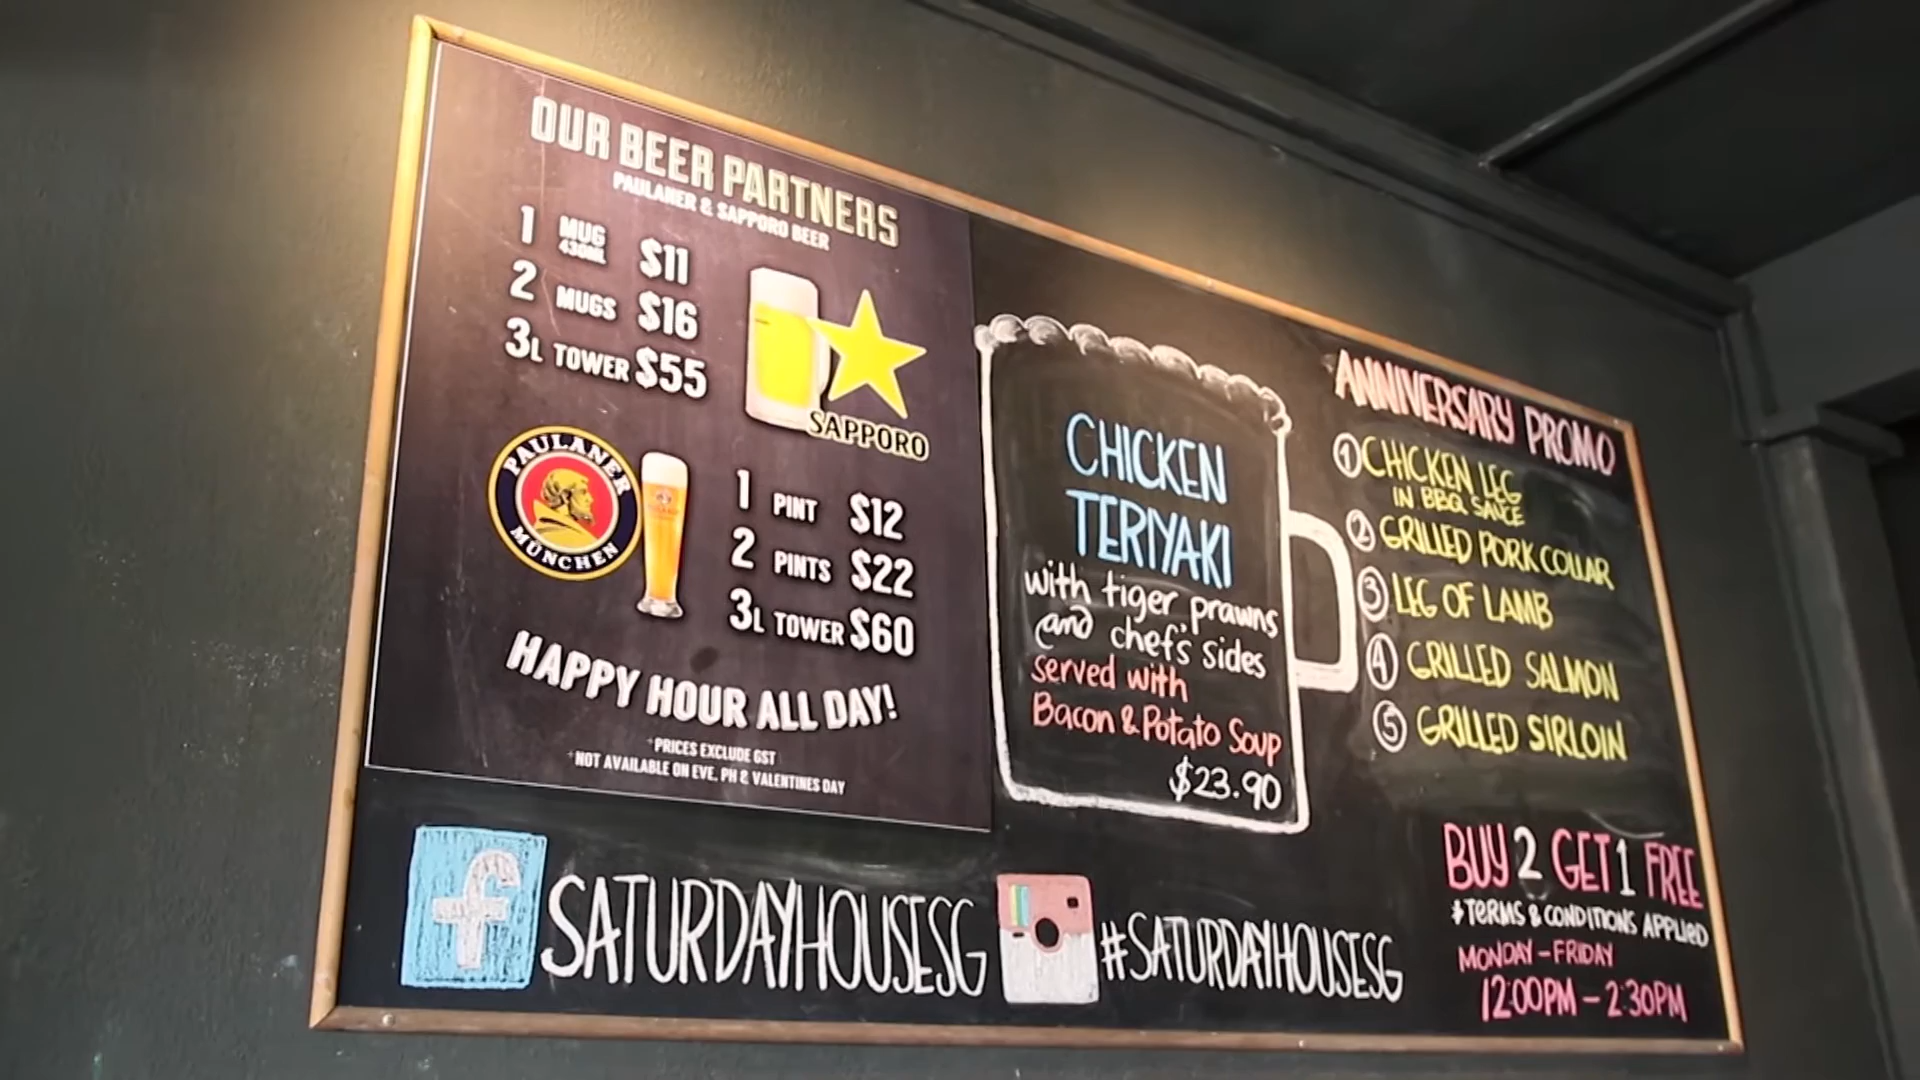 OUR BEER PARTNERS
PAULANER & SAPPORO BEER
1 MUG $11
430ML
2 MUGS $16
3L TOWER $55
SAPPORO
PAULANER
MÜNCHEN
1 PINT $12
2 PINTS $22
3L TOWER $60
HAPPY HOUR ALL DAY!
*PRICES EXCLUDE GST
*NOT AVAILABLE ON EVE, PH & VALENTINES DAY
CHICKEN
TERIYAKI
with tiger prawns
and chef's sides
served with
Bacon & Potato Soup
$23.90
ANNIVERSARY PROMO
1 CHICKEN LEG
IN BBQ SAUCE
2 GRILLED PORK COLLAR
3 LEG OF LAMB
4 GRILLED SALMON
5 GRILLED SIRLOIN
BUY 2 GET 1 FREE
*TERMS & CONDITIONS APPLIED
MONDAY - FRIDAY
12:00PM - 2:30PM
f SATURDAYHOUSESG
#SATURDAYHOUSESG